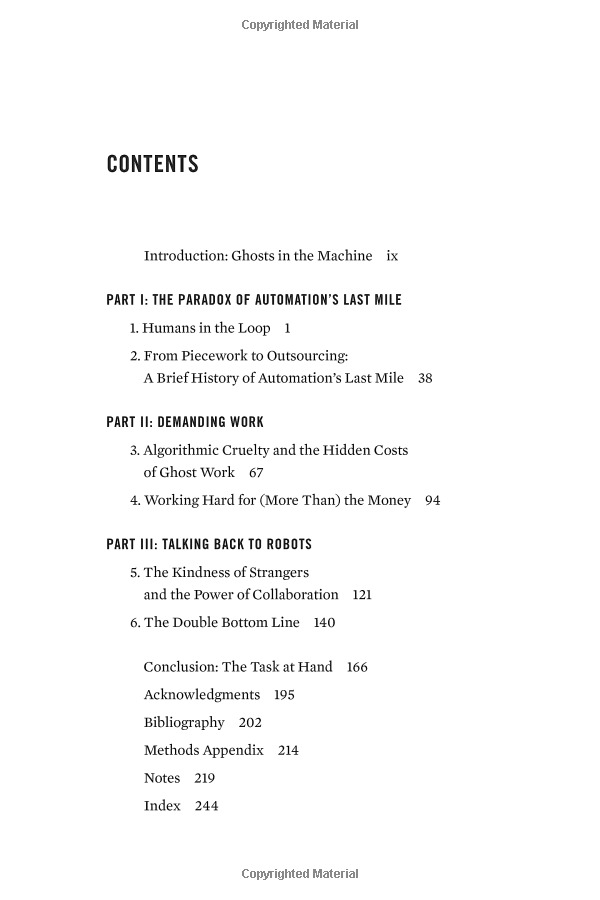 Copyrighted Material
CONTENTS
Introduction: Ghosts in the Machine ix
PART I: THE PARADOX OF AUTOMATION’S LAST MILE
1. Humans in the Loop 1
2. From Piecework to Outsourcing:
A Brief History of Automation’s Last Mile 38
PART II: DEMANDING WORK
3. Algorithmic Cruelty and the Hidden Costs
of Ghost Work 67
4. Working Hard for (More Than) the Money 94
PART III: TALKING BACK TO ROBOTS
5. The Kindness of Strangers
and the Power of Collaboration 121
6. The Double Bottom Line 140
Conclusion: The Task at Hand 166
Acknowledgments 195
Bibliography 202
Methods Appendix 214
Notes 219
Index 244
Copyrighted Material